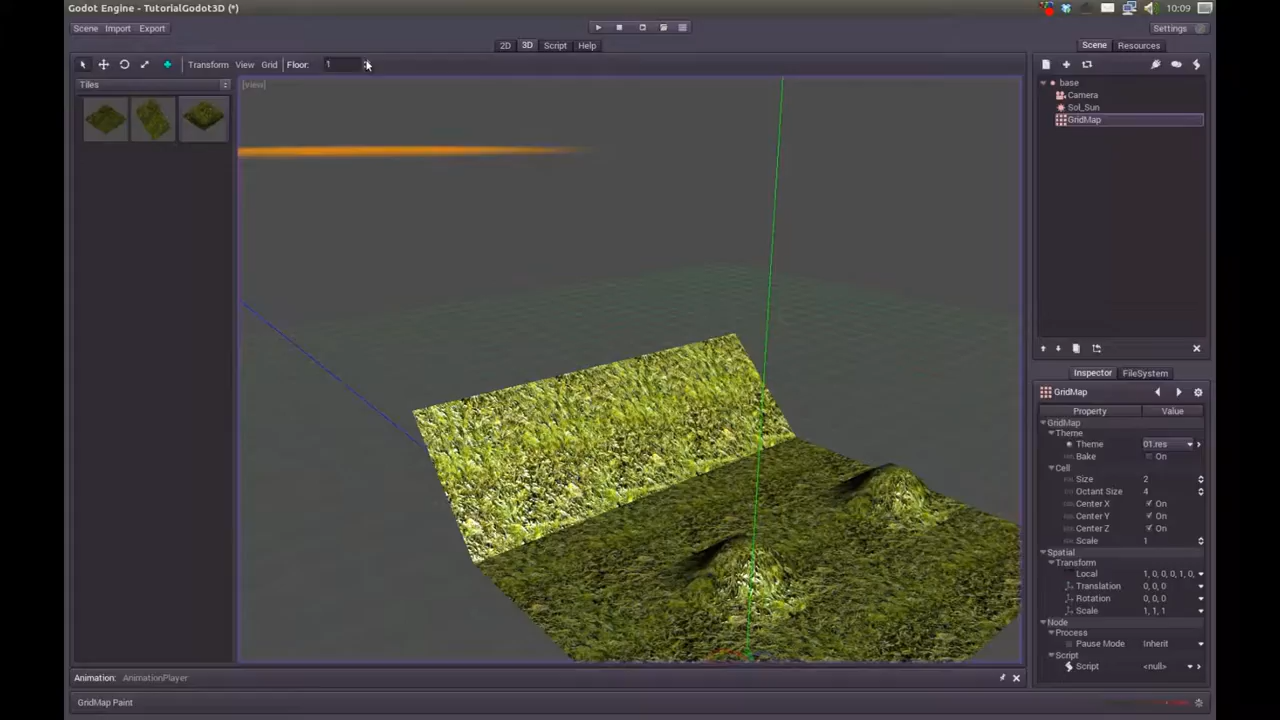 Godot Engine - TutorialGodot3D (*)
10:09
Scene Import Export
Settings
2D 3D Script Help
Scene Resources
Transform View Grid Floor: 1
Tiles
[view]
base
Camera
Sol_Sun
GridMap
Inspector FileSystem
GridMap
Property Value
GridMap
Theme
Theme 01.res
Bake On
Cell
Size 2
Octant Size 4
Center X On
Center Y On
Center Z On
Scale 1
Spatial
Transform
Local 1, 0, 0, 0, 1, 0,
Translation 0, 0, 0
Rotation 0, 0, 0
Scale 1, 1, 1
Node
Process
Pause Mode Inherit
Script
Script <null>
Animation: AnimationPlayer
GridMap Paint